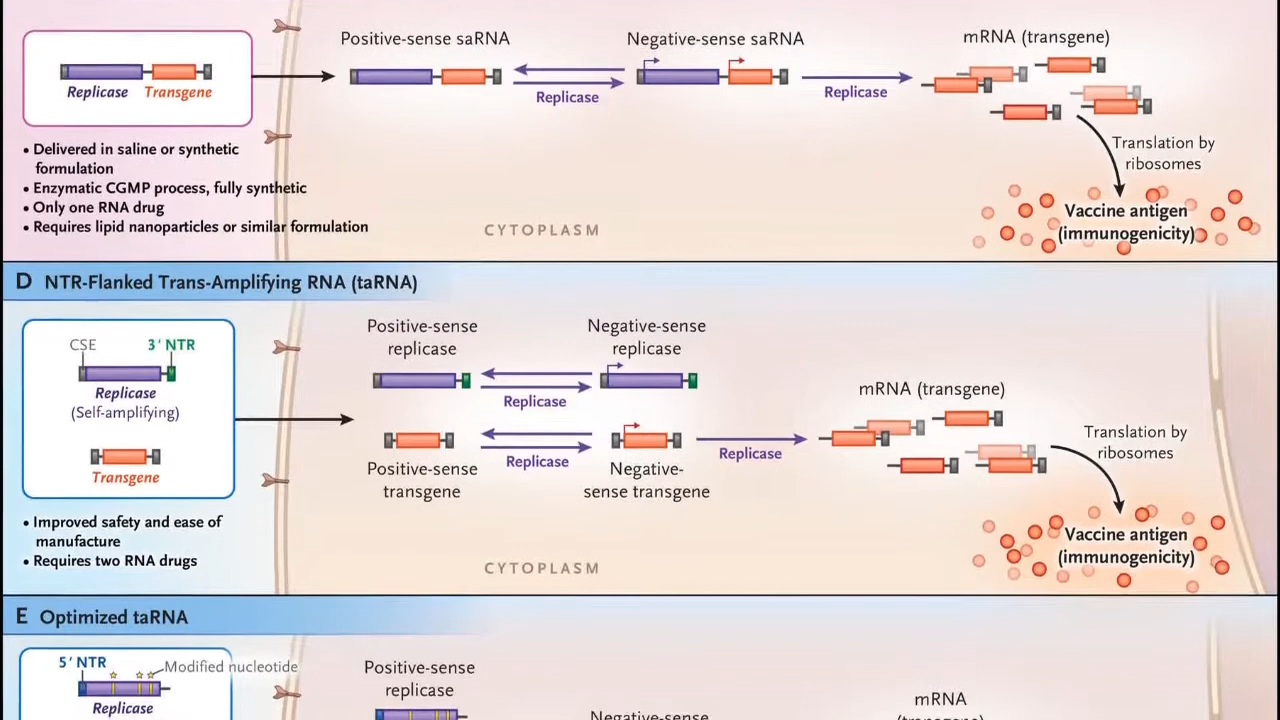 Positive-sense saRNA
Negative-sense saRNA
mRNA (transgene)
Replicase
Transgene
Replicase
Replicase
• Delivered in saline or synthetic
formulation
• Enzymatic CGMP process, fully synthetic
• Only one RNA drug
• Requires lipid nanoparticles or similar formulation
Translation by
ribosomes
Vaccine antigen
(immunogenicity)
CYTOPLASM
D NTR-Flanked Trans-Amplifying RNA (taRNA)
CSE
3′ NTR
Replicase
(Self-amplifying)
Transgene
Positive-sense
replicase
Negative-sense
replicase
Replicase
Replicase
Positive-sense
transgene
Negative-
sense transgene
Replicase
mRNA (transgene)
Translation by
ribosomes
Vaccine antigen
(immunogenicity)
• Improved safety and ease of
manufacture
• Requires two RNA drugs
CYTOPLASM
E Optimized taRNA
5′ NTR
Modified nucleotide
Replicase
Positive-sense
replicase
Negative-sense
mRNA
(transgene)